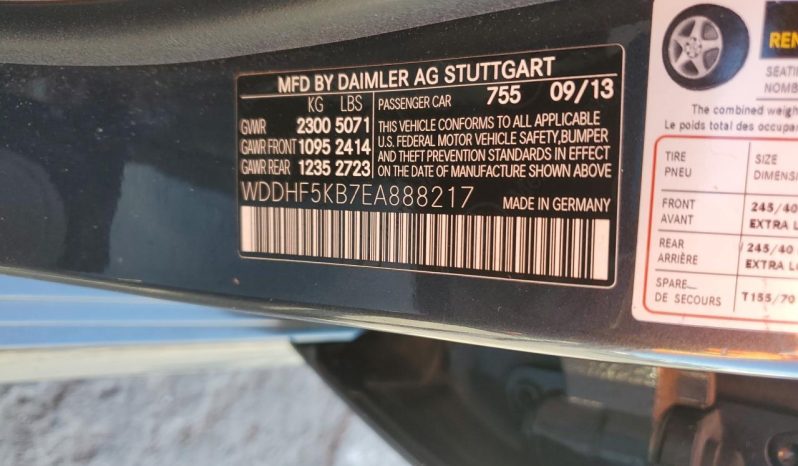 MFD BY DAIMLER AG STUTTGART
KG LBS
GVWR 2300 5071
GAWR FRONT 1095 2414
GAWR REAR 1235 2723
PASSENGER CAR 755 09/13
THIS VEHICLE CONFORMS TO ALL APPLICABLE
U.S. FEDERAL MOTOR VEHICLE SAFETY, BUMPER
AND THEFT PREVENTION STANDARDS IN EFFECT
ON THE DATE OF MANUFACTURE SHOWN ABOVE.
WDDHF5KB7EA888217
MADE IN GERMANY
SEATI
NOMB
The combined weigh
Le poids total des occupa
TIRE SIZE
PNEU DIMENS
FRONT 245/40
AVANT EXTRA L
REAR 245/40
ARRIÈRE EXTRA L
SPARE
DE SECOURS T155/70